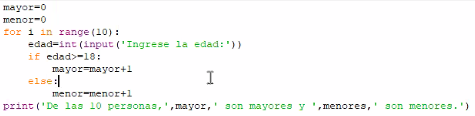 mayor=0
menor=0
for i in range(10):
    edad=int(input('Ingrese la edad:'))
    if edad>=18:
        mayor=mayor+1
    else:
        menor=menor+1
print('De las 10 personas,',mayor,' son mayores y ',menores,' son menores.')